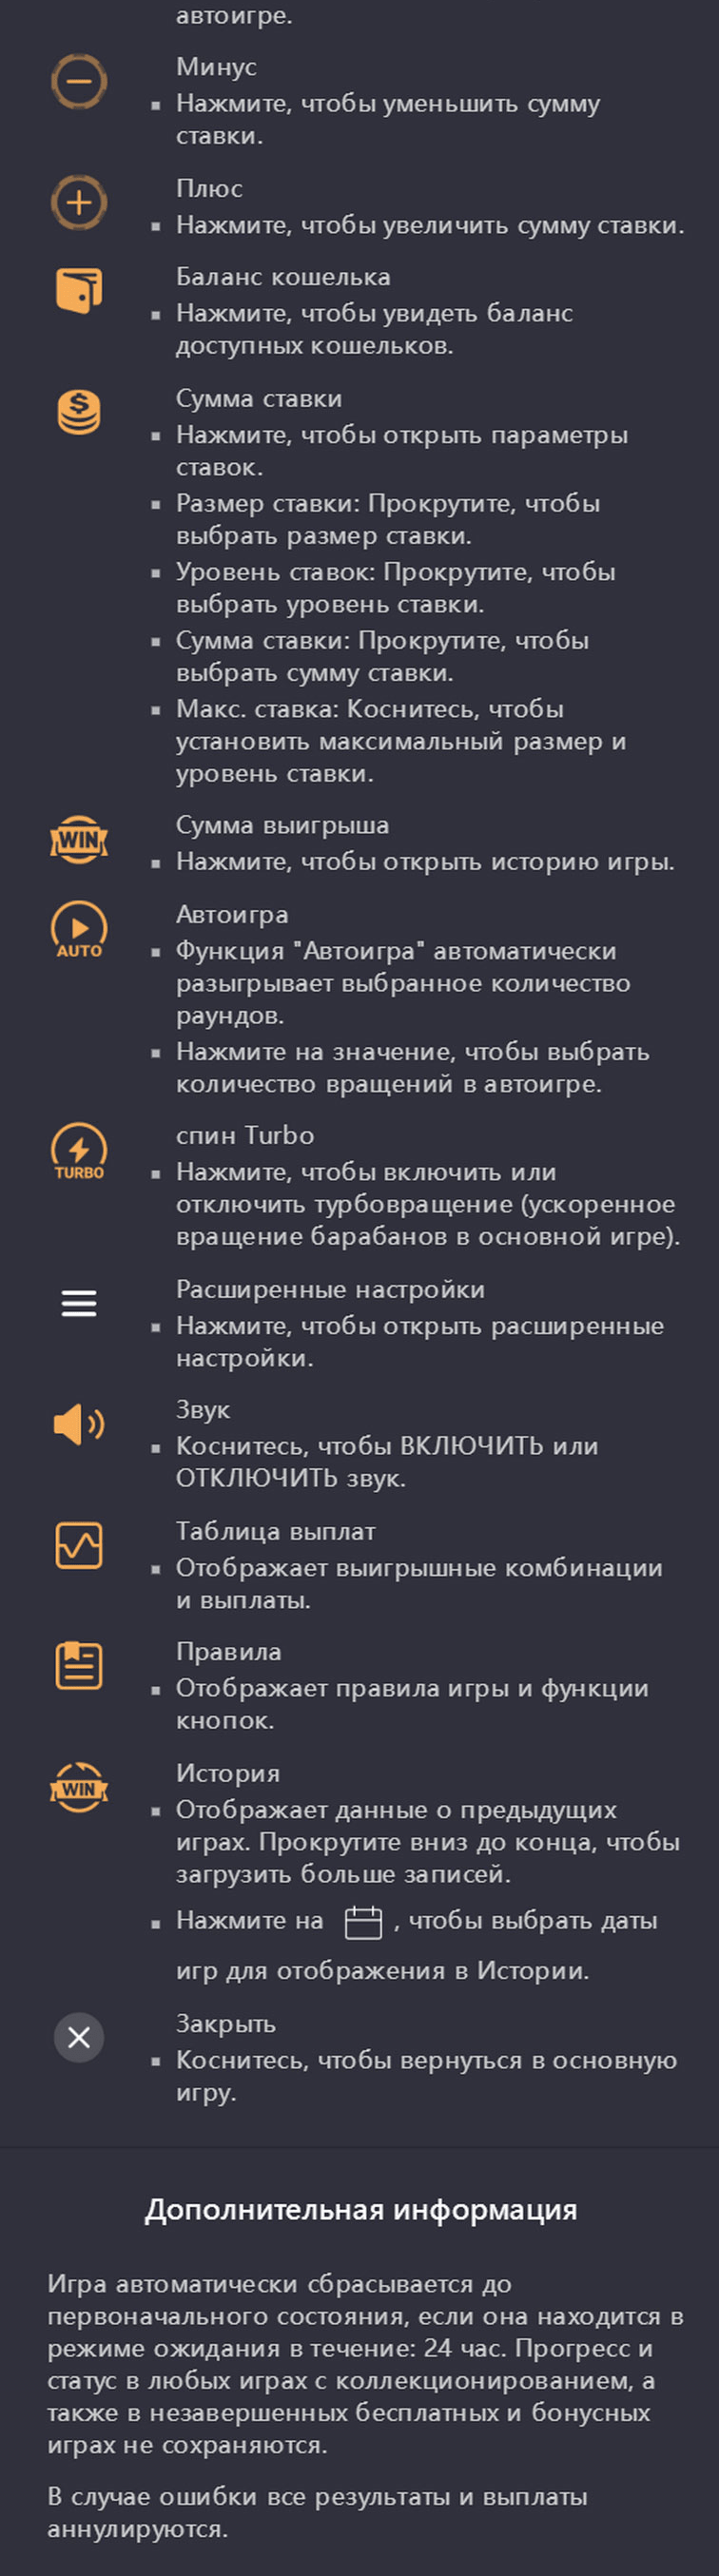 автоигре.
Минус
▪ Нажмите, чтобы уменьшить сумму
ставки.
Плюс
▪ Нажмите, чтобы увеличить сумму ставки.
Баланс кошелька
▪ Нажмите, чтобы увидеть баланс
доступных кошельков.
Сумма ставки
▪ Нажмите, чтобы открыть параметры
ставок.
▪ Размер ставки: Прокрутите, чтобы
выбрать размер ставки.
▪ Уровень ставок: Прокрутите, чтобы
выбрать уровень ставки.
▪ Сумма ставки: Прокрутите, чтобы
выбрать сумму ставки.
▪ Макс. ставка: Коснитесь, чтобы
установить максимальный размер и
уровень ставки.
WIN
Сумма выигрыша
▪ Нажмите, чтобы открыть историю игры.
AUTO
Автоигра
▪ Функция "Автоигра" автоматически
разыгрывает выбранное количество
раундов.
▪ Нажмите на значение, чтобы выбрать
количество вращений в автоигре.
TURBO
спин Turbo
▪ Нажмите, чтобы включить или
отключить турбовращение (ускоренное
вращение барабанов в основной игре).
Расширенные настройки
▪ Нажмите, чтобы открыть расширенные
настройки.
Звук
▪ Коснитесь, чтобы ВКЛЮЧИТЬ или
ОТКЛЮЧИТЬ звук.
Таблица выплат
▪ Отображает выигрышные комбинации
и выплаты.
Правила
▪ Отображает правила игры и функции
кнопок.
WIN
История
▪ Отображает данные о предыдущих
играх. Прокрутите вниз до конца, чтобы
загрузить больше записей.
▪ Нажмите на , чтобы выбрать даты
игр для отображения в Истории.
Закрыть
▪ Коснитесь, чтобы вернуться в основную
игру.
Дополнительная информация
Игра автоматически сбрасывается до
первоначального состояния, если она находится в
режиме ожидания в течение: 24 час. Прогресс и
статус в любых играх с коллекционированием, а
также в незавершенных бесплатных и бонусных
играх не сохраняются.
В случае ошибки все результаты и выплаты
аннулируются.